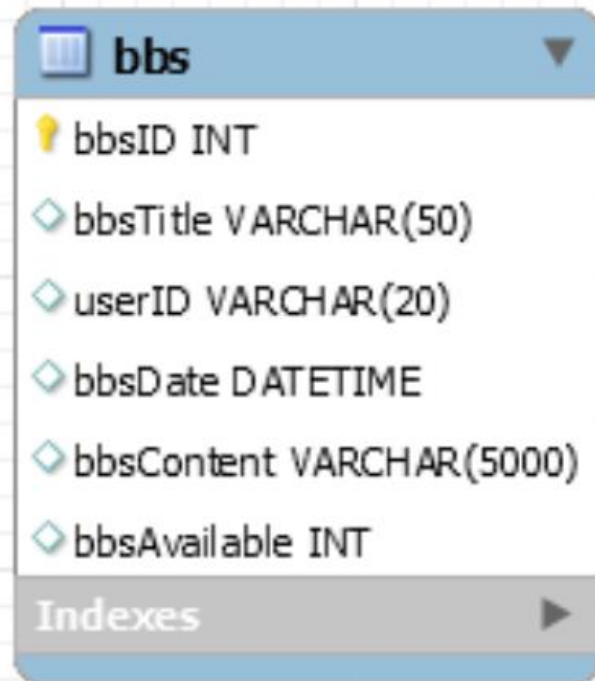 bbs
bbsID INT
bbsTitle VARCHAR(50)
userID VARCHAR(20)
bbsDate DATETIME
bbsContent VARCHAR(5000)
bbsAvailable INT
Indexes